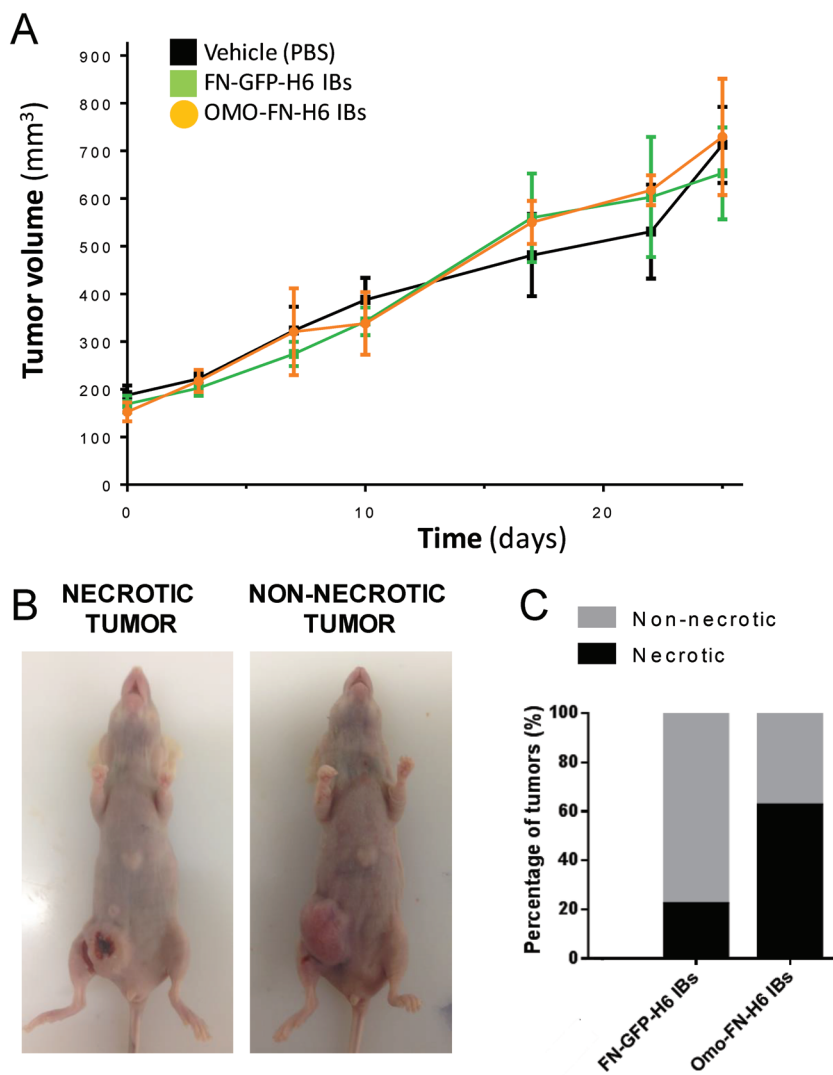 A
Vehicle (PBS)
FN-GFP-H6 IBs
OMO-FN-H6 IBs
Tumor volume (mm³)
900
800
700
600
500
400
300
200
100
0
0
10
20
Time (days)
B
NECROTIC
TUMOR
NON-NECROTIC
TUMOR
C
Non-necrotic
Necrotic
Percentage of tumors (%)
100
80
60
40
20
0
FN-GFP-H6 IBs
Omo-FN-H6 IBs